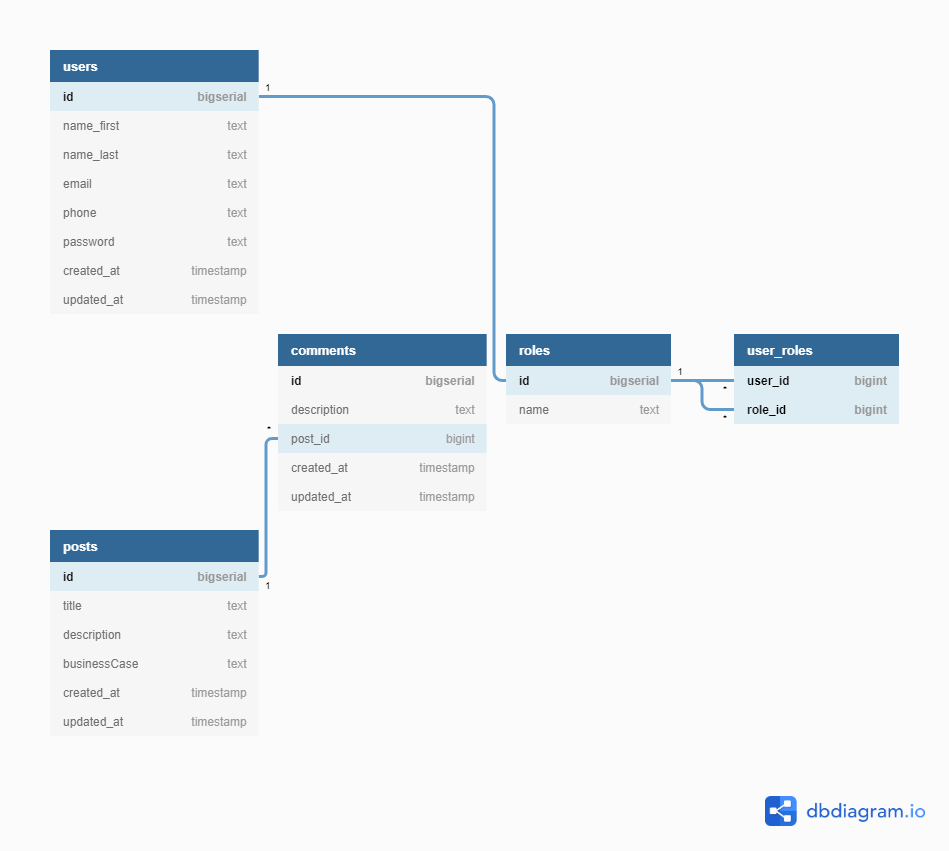 users
id bigserial
name_first text
name_last text
email text
phone text
password text
created_at timestamp
updated_at timestamp
1
comments
id bigserial
description text
post_id bigint
created_at timestamp
updated_at timestamp
*
roles
id bigserial
name text
1
user_roles
user_id bigint
role_id bigint
*
*
posts
id bigserial
title text
description text
businessCase text
created_at timestamp
updated_at timestamp
1
dbdiagram.io